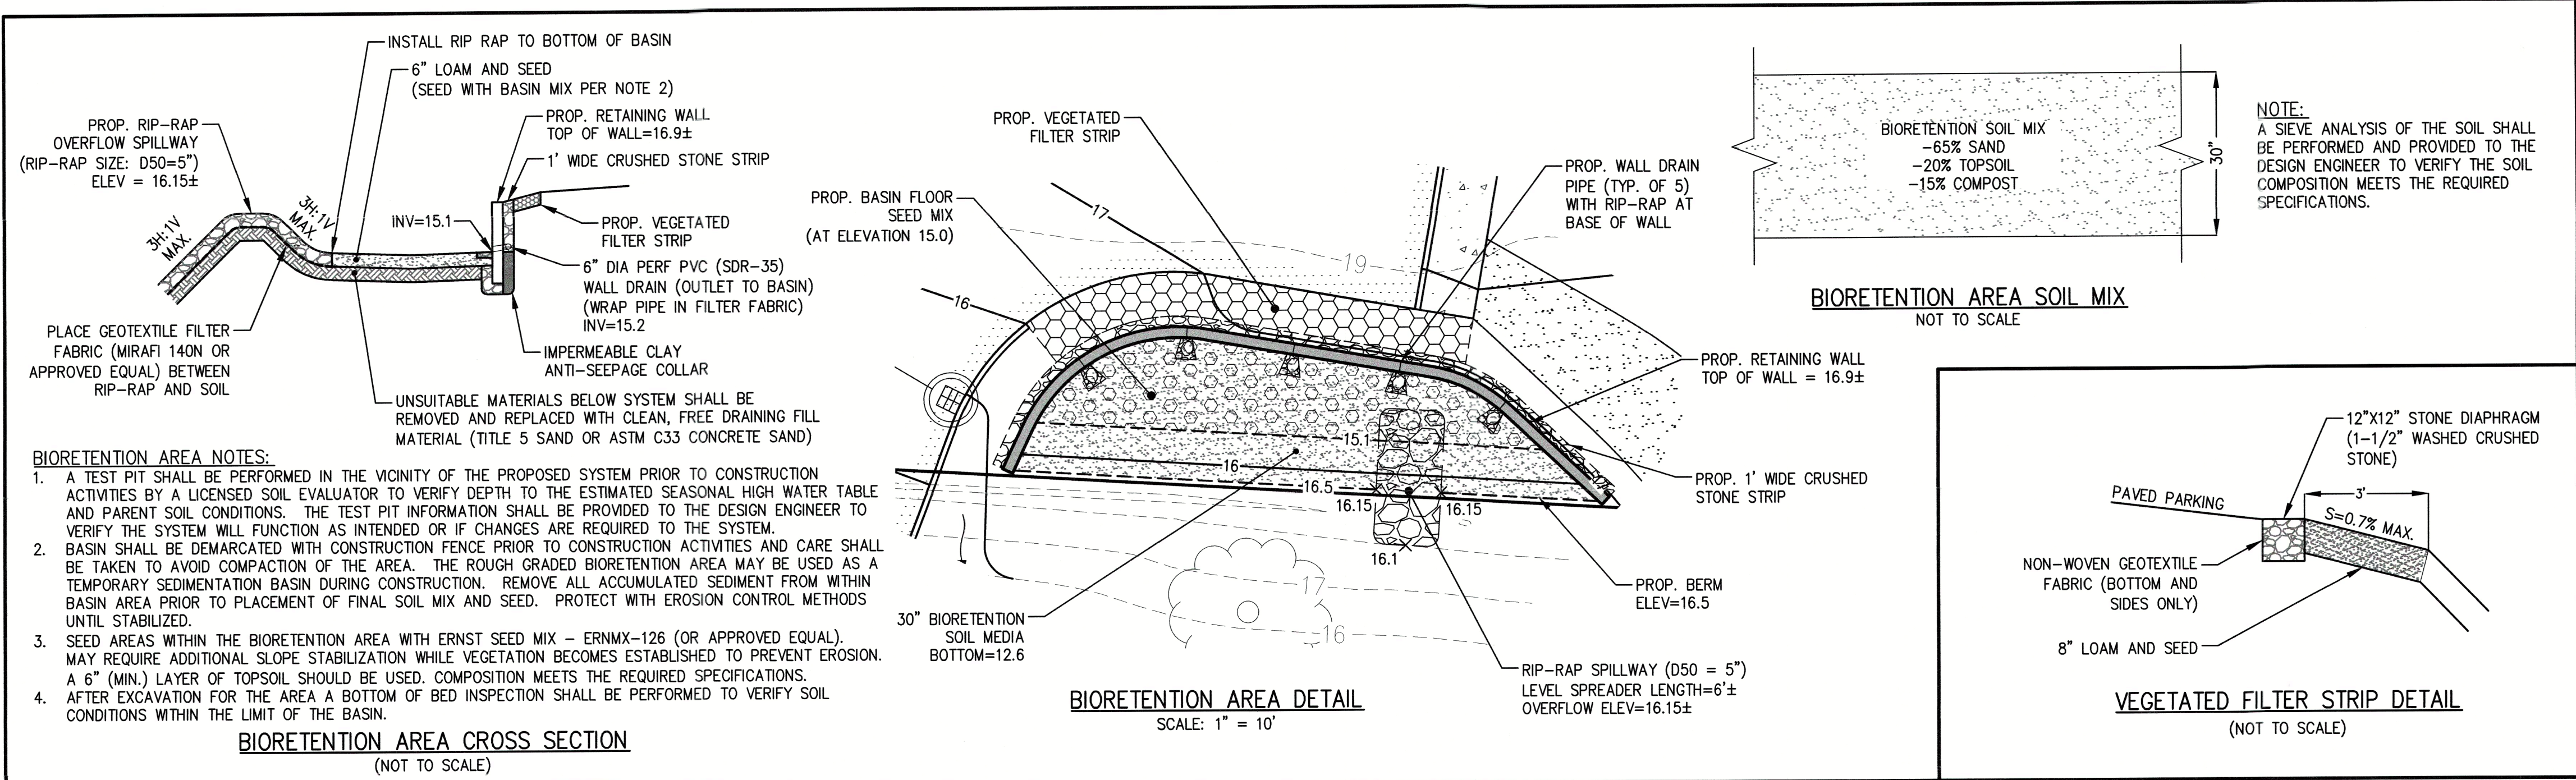 INSTALL RIP RAP TO BOTTOM OF BASIN
6" LOAM AND SEED
(SEED WITH BASIN MIX PER NOTE 2)
PROP. RETAINING WALL
TOP OF WALL=16.9±
1' WIDE CRUSHED STONE STRIP
PROP. RIP-RAP
OVERFLOW SPILLWAY
(RIP-RAP SIZE: D50=5")
ELEV = 16.15±
3H:1V
MAX.
3H:1V
MAX.
INV=15.1
PROP. VEGETATED
FILTER STRIP
6" DIA PERF PVC (SDR-35)
WALL DRAIN (OUTLET TO BASIN)
(WRAP PIPE IN FILTER FABRIC)
INV=15.2
PLACE GEOTEXTILE FILTER
FABRIC (MIRAFI 140N OR
APPROVED EQUAL) BETWEEN
RIP-RAP AND SOIL
IMPERMEABLE CLAY
ANTI-SEEPAGE COLLAR
UNSUITABLE MATERIALS BELOW SYSTEM SHALL BE
REMOVED AND REPLACED WITH CLEAN, FREE DRAINING FILL
MATERIAL (TITLE 5 SAND OR ASTM C33 CONCRETE SAND)
BIORETENTION AREA NOTES:
1. A TEST PIT SHALL BE PERFORMED IN THE VICINITY OF THE PROPOSED SYSTEM PRIOR TO CONSTRUCTION
ACTIVITIES BY A LICENSED SOIL EVALUATOR TO VERIFY DEPTH TO THE ESTIMATED SEASONAL HIGH WATER TABLE
AND PARENT SOIL CONDITIONS. THE TEST PIT INFORMATION SHALL BE PROVIDED TO THE DESIGN ENGINEER TO
VERIFY THE SYSTEM WILL FUNCTION AS INTENDED OR IF CHANGES ARE REQUIRED TO THE SYSTEM.
2. BASIN SHALL BE DEMARCATED WITH CONSTRUCTION FENCE PRIOR TO CONSTRUCTION ACTIVITIES AND CARE SHALL
BE TAKEN TO AVOID COMPACTION OF THE AREA. THE ROUGH GRADED BIORETENTION AREA MAY BE USED AS A
TEMPORARY SEDIMENTATION BASIN DURING CONSTRUCTION. REMOVE ALL ACCUMULATED SEDIMENT FROM WITHIN
BASIN AREA PRIOR TO PLACEMENT OF FINAL SOIL MIX AND SEED. PROTECT WITH EROSION CONTROL METHODS
UNTIL STABILIZED.
3. SEED AREAS WITHIN THE BIORETENTION AREA WITH ERNST SEED MIX - ERNMX-126 (OR APPROVED EQUAL).
MAY REQUIRE ADDITIONAL SLOPE STABILIZATION WHILE VEGETATION BECOMES ESTABLISHED TO PREVENT EROSION.
A 6" (MIN.) LAYER OF TOPSOIL SHOULD BE USED. COMPOSITION MEETS THE REQUIRED SPECIFICATIONS.
4. AFTER EXCAVATION FOR THE AREA A BOTTOM OF BED INSPECTION SHALL BE PERFORMED TO VERIFY SOIL
CONDITIONS WITHIN THE LIMIT OF THE BASIN.
BIORETENTION AREA CROSS SECTION
(NOT TO SCALE)
PROP. VEGETATED
FILTER STRIP
PROP. BASIN FLOOR
SEED MIX
(AT ELEVATION 15.0)
PROP. WALL DRAIN
PIPE (TYP. OF 5)
WITH RIP-RAP AT
BASE OF WALL
17
19
16
PROP. RETAINING WALL
TOP OF WALL = 16.9±
15.1
16
16.5
16.15
16.15
16.1
PROP. 1' WIDE CRUSHED
STONE STRIP
PROP. BERM
ELEV=16.5
17
16
30" BIORETENTION
SOIL MEDIA
BOTTOM=12.6
RIP-RAP SPILLWAY (D50 = 5")
LEVEL SPREADER LENGTH=6'±
OVERFLOW ELEV=16.15±
BIORETENTION AREA DETAIL
SCALE: 1" = 10'
BIORETENTION SOIL MIX
-65% SAND
-20% TOPSOIL
-15% COMPOST
30"
BIORETENTION AREA SOIL MIX
NOT TO SCALE
NOTE:
A SIEVE ANALYSIS OF THE SOIL SHALL
BE PERFORMED AND PROVIDED TO THE
DESIGN ENGINEER TO VERIFY THE SOIL
COMPOSITION MEETS THE REQUIRED
SPECIFICATIONS.
12"X12" STONE DIAPHRAGM
(1-1/2" WASHED CRUSHED
STONE)
PAVED PARKING
3'
S=0.7% MAX.
NON-WOVEN GEOTEXTILE
FABRIC (BOTTOM AND
SIDES ONLY)
8" LOAM AND SEED
VEGETATED FILTER STRIP DETAIL
(NOT TO SCALE)